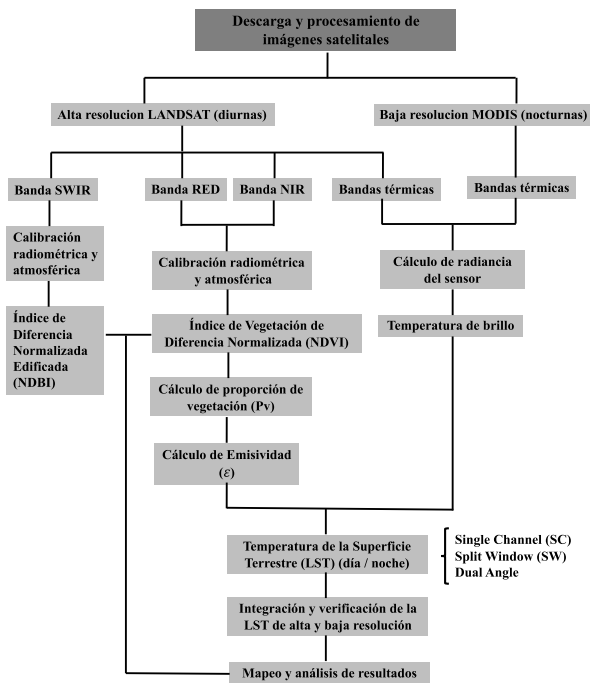 Descarga y procesamiento de
imágenes satelitales
Alta resolucion LANDSAT (diurnas)
Baja resolucion MODIS (nocturnas)
Banda SWIR
Banda RED
Banda NIR
Bandas térmicas
Bandas térmicas
Calibración
radiométrica y
atmosférica
Calibración radiométrica
y atmosférica
Cálculo de radiancia
del sensor
Índice de
Diferencia
Normalizada
Edificada
(NDBI)
Índice de Vegetación de
Diferencia Normalizada (NDVI)
Temperatura de brillo
Cálculo de proporción de
vegetación (Pv)
Cálculo de Emisividad
(ε)
Temperatura de la Superficie
Terrestre (LST) (día / noche)
Single Channel (SC)
Split Window (SW)
Dual Angle
Integración y verificación de la
LST de alta y baja resolución
Mapeo y análisis de resultados